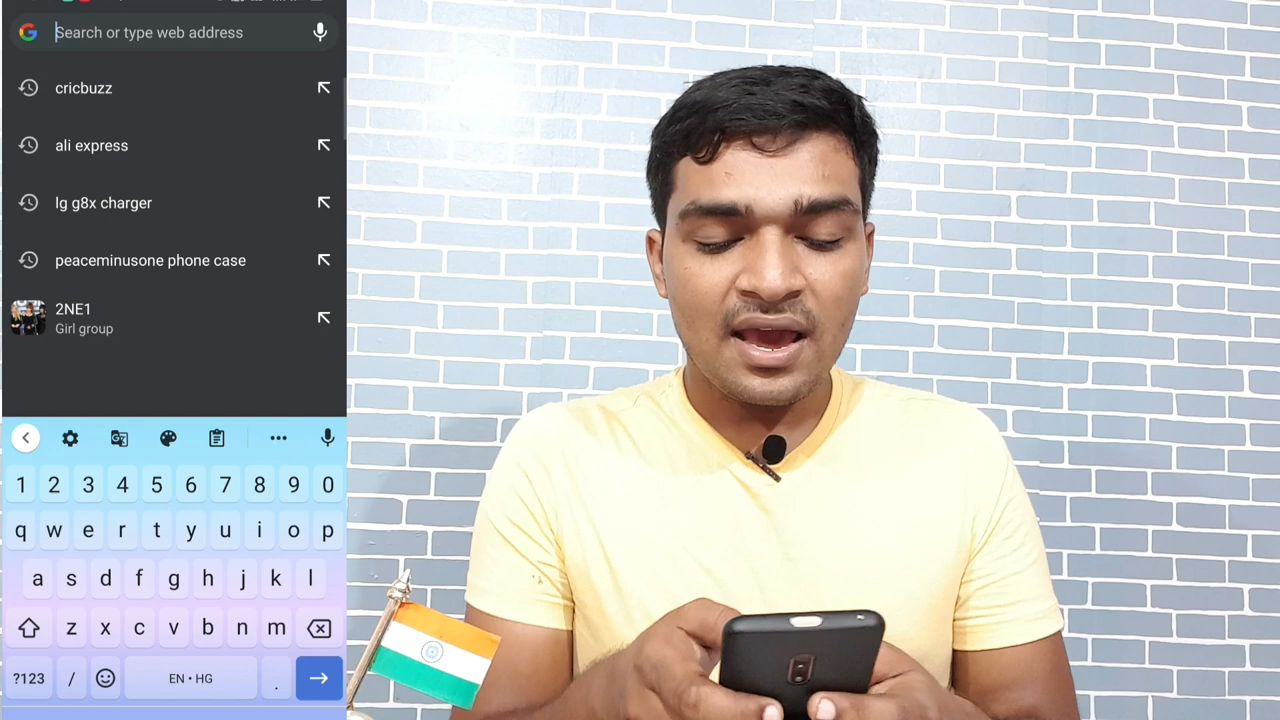 Search or type web address
cricbuzz
ali express
lg g8x charger
peaceminusone phone case
2NE1
Girl group
1 2 3 4 5 6 7 8 9 0
q w e r t y u i o p
a s d f g h j k l
z x c v b n m
?123 / EN • HG .